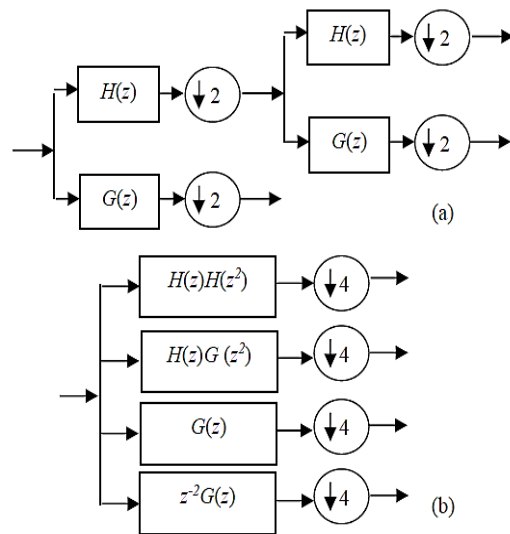 H(z)
↓2
H(z)
↓2
G(z)
↓2
G(z)
↓2
(a)
H(z)H(z²)
↓4
H(z)G (z²)
↓4
G(z)
↓4
z⁻²G(z)
↓4
(b)